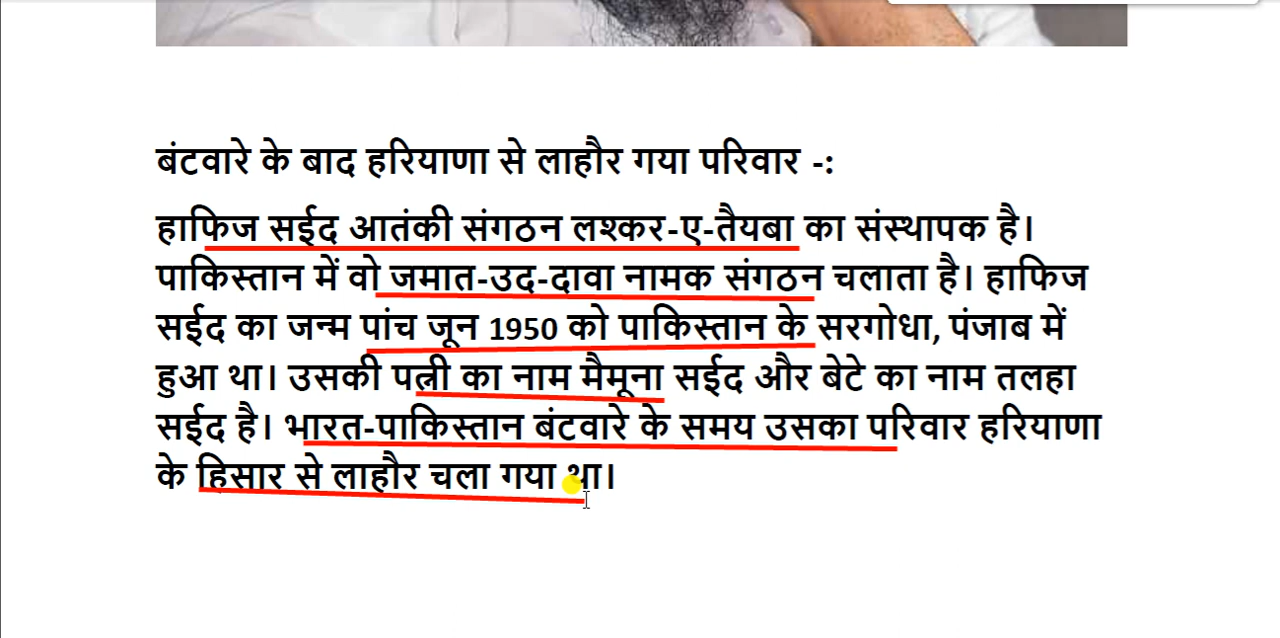 बंटवारे के बाद हरियाणा से लाहौर गया परिवार -:
हाफिज सईद आतंकी संगठन लश्कर-ए-तैयबा का संस्थापक है।
पाकिस्तान में वो जमात-उद-दावा नामक संगठन चलाता है। हाफिज
सईद का जन्म पांच जून 1950 को पाकिस्तान के सरगोधा, पंजाब में
हुआ था। उसकी पत्नी का नाम मैमूना सईद और बेटे का नाम तलहा
सईद है। भारत-पाकिस्तान बंटवारे के समय उसका परिवार हरियाणा
के हिसार से लाहौर चला गया था।